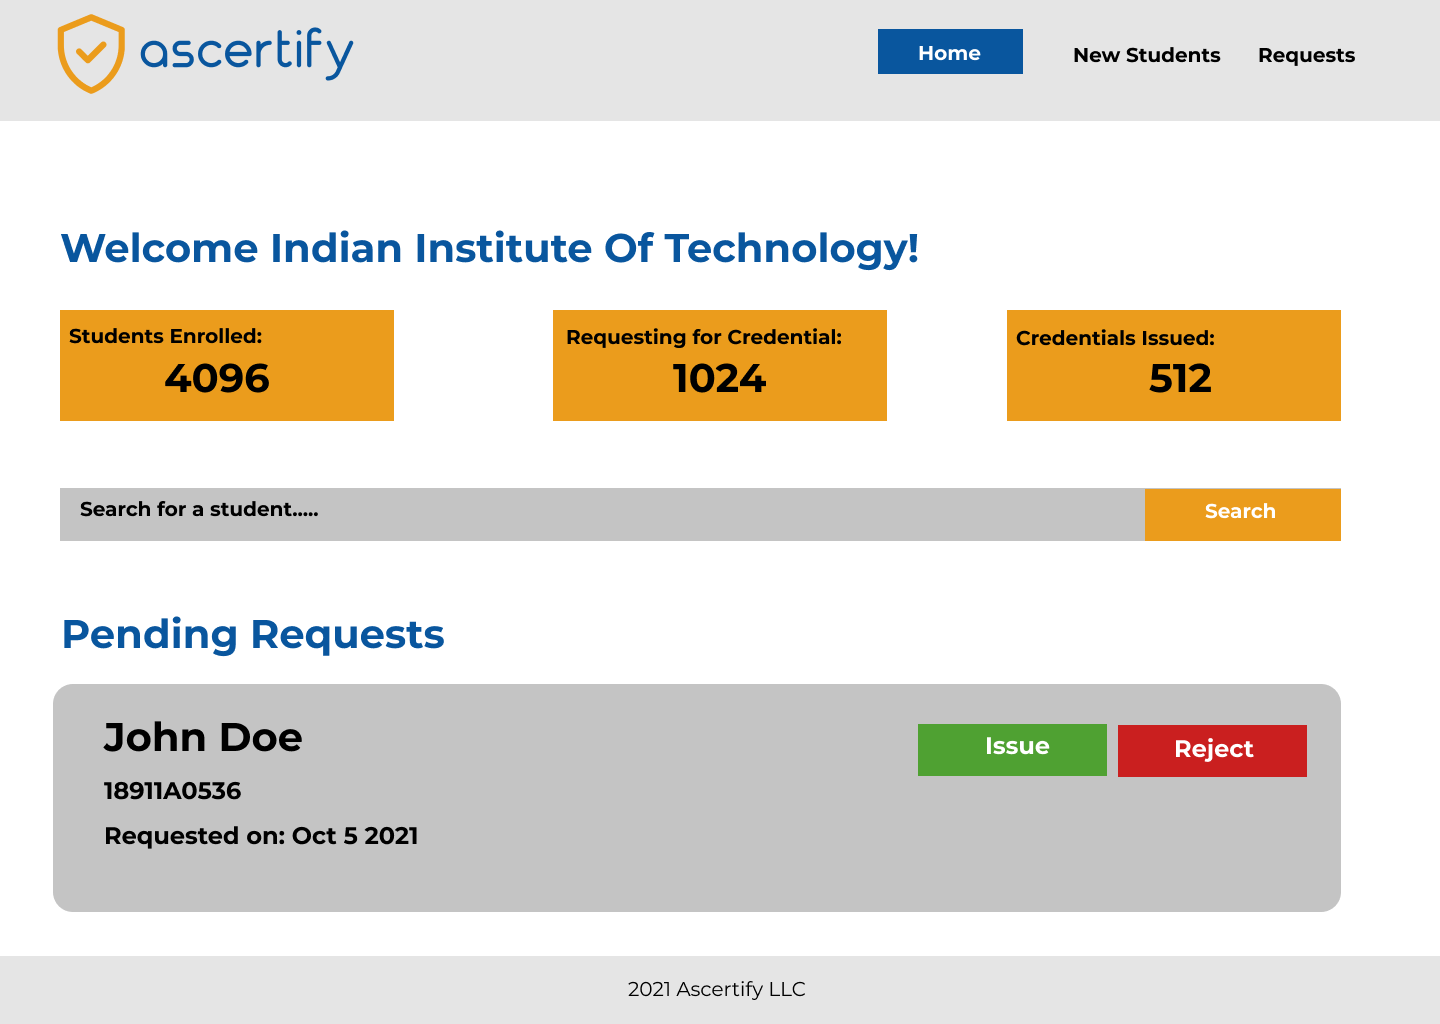 ascertify
Home New Students Requests
Welcome Indian Institute Of Technology!
Students Enrolled:
4096
Requesting for Credential:
1024
Credentials Issued:
512
Search for a student.....
Search
Pending Requests
John Doe
18911A0536
Requested on: Oct 5 2021
Issue
Reject
2021 Ascertify LLC